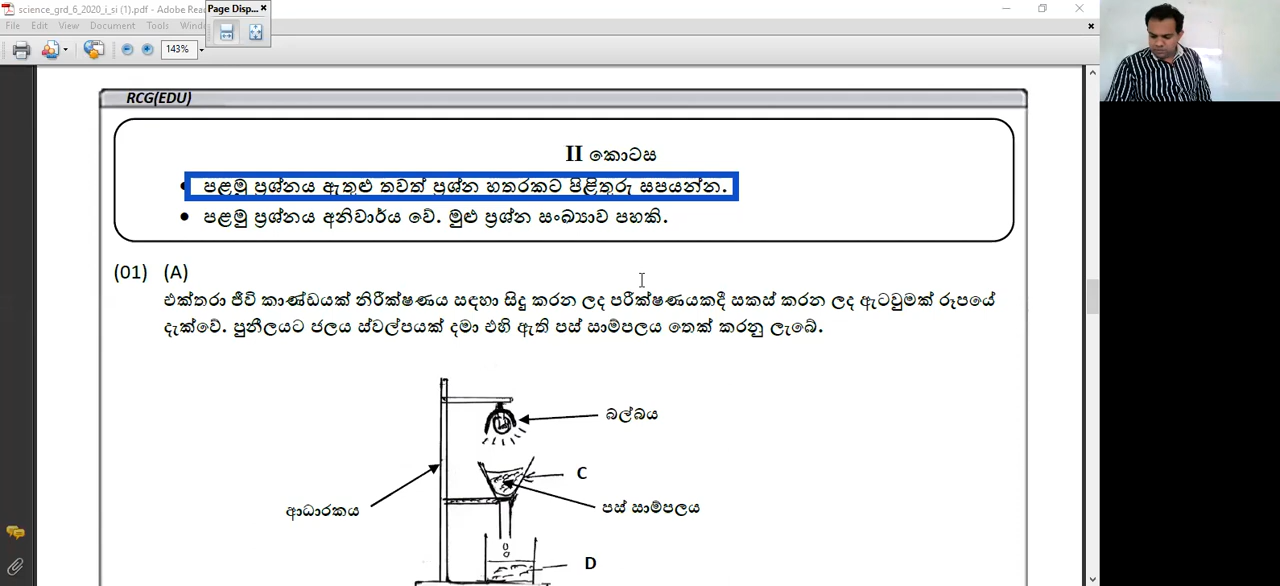 science_grd_6_2020_i_si (1).pdf - Adobe Rea
Page Disp...
File Edit View Document Tools Wind
143%
RCG(EDU)
II කොටස
• පළමු ප්‍රශ්නය ඇතුළු තවත් ප්‍රශ්න හතරකට පිළිතුරු සපයන්න.
• පළමු ප්‍රශ්නය අනිවාර්ය වේ. මුළු ප්‍රශ්න සංඛ්‍යාව පහකි.
(01) (A)
එක්තරා ජීවි කාණ්ඩයක් නිරීක්ෂණය සඳහා සිදු කරන ලද පරීක්ෂණයකදී සකස් කරන ලද ඇටවුමක් රූපයේ
දැක්වේ. පුනීලයට ජලය ස්වල්පයක් දමා එහි ඇති පස් සාම්පලය තෙක් කරනු ලැබේ.
බල්බය
C
ආධාරකය
පස් සාම්පලය
D